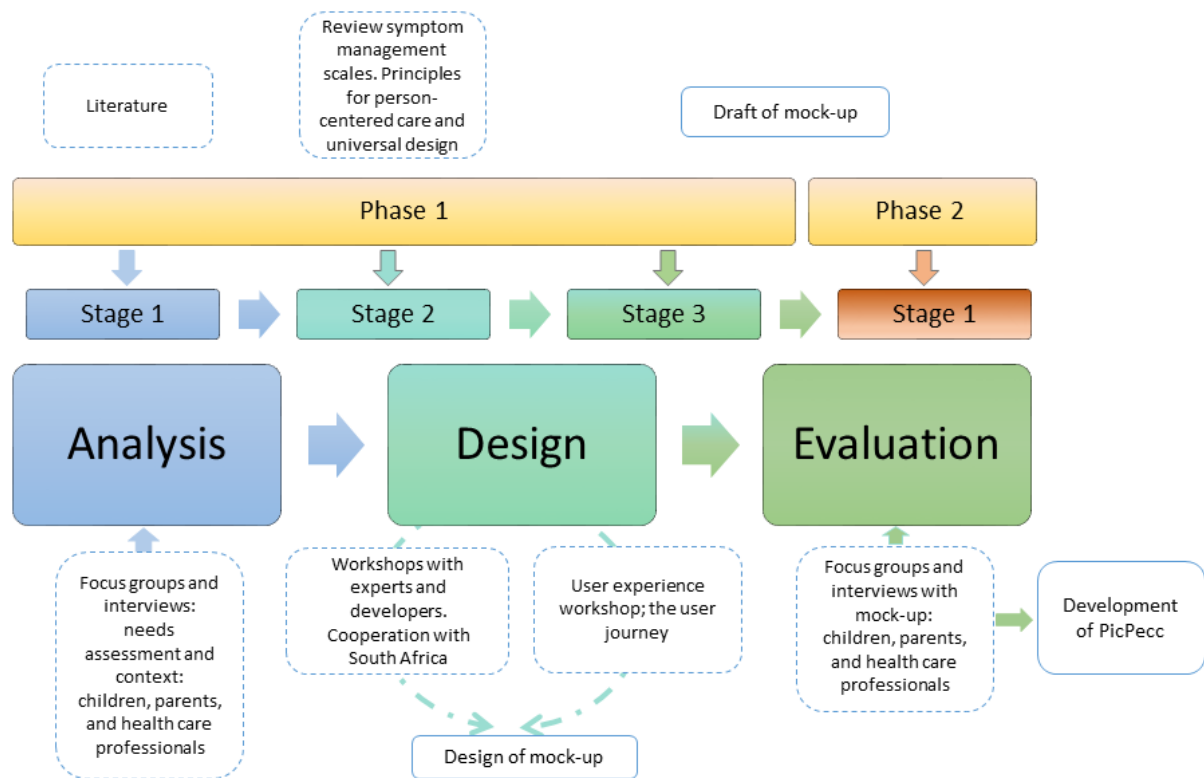 Literature
Review symptom
management
scales. Principles
for person-
centered care and
universal design
Draft of mock-up
Phase 1
Phase 2
Stage 1
Stage 2
Stage 3
Stage 1
Analysis
Design
Evaluation
Focus groups and
interviews:
needs
assessment and
context:
children, parents,
and health care
professionals
Workshops with
experts and
developers.
Cooperation with
South Africa
User experience
workshop; the user
journey
Focus groups and
interviews with
mock-up:
children, parents,
and health care
professionals
Development
of PicPecc
Design of mock-up